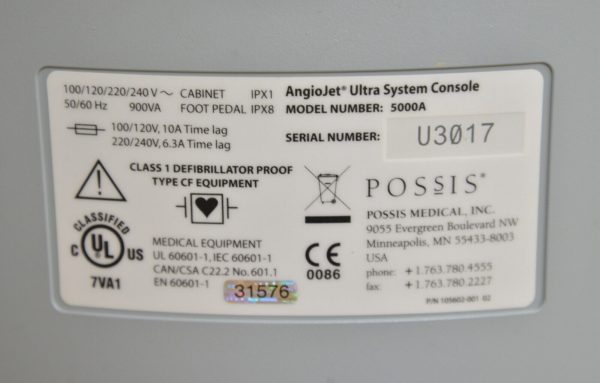 100/120/220/240 V ~ CABINET IPX1
50/60 Hz 900VA FOOT PEDAL IPX8
100/120V, 10A Time lag
220/240V, 6.3A Time lag
CLASS 1 DEFIBRILLATOR PROOF
TYPE CF EQUIPMENT
CLASSIFIED
C UL US
®
7VA1
MEDICAL EQUIPMENT
UL 60601-1, IEC 60601-1
CAN/CSA C22.2 No. 601.1
EN 60601-1
31576
AngioJet® Ultra System Console
MODEL NUMBER: 5000A
SERIAL NUMBER: U3017
CE
0086
POSSIS®
POSSIS MEDICAL, INC.
9055 Evergreen Boulevard NW
Minneapolis, MN 55433-8003
USA
phone: +1.763.780.4555
fax: +1.763.780.2227
P/N 105602-001 02